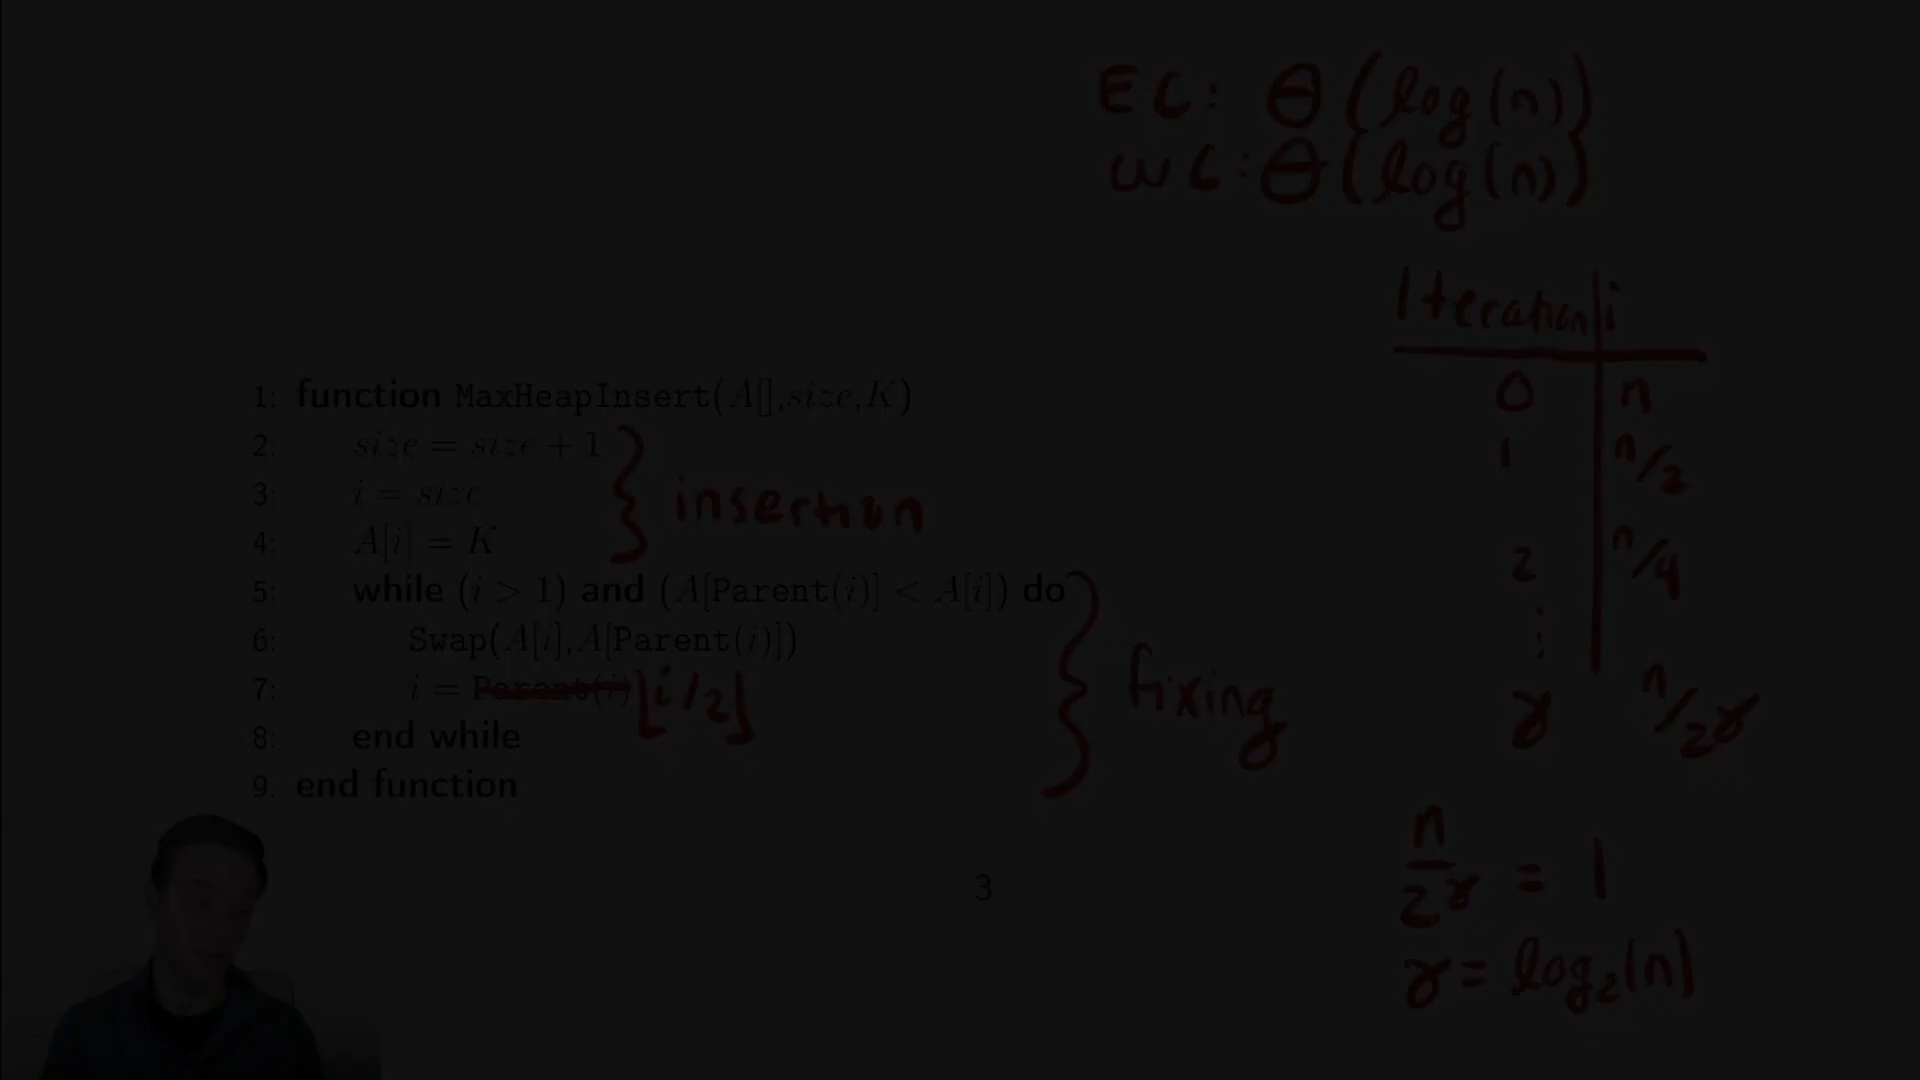 EC: Θ(log(n))
WC: Θ(log(n))
Iteration i
0 n
1 n/2
2 n/4
⋮
γ n/2γ
n/2^γ = 1
γ = log₂(n)
1: function MaxHeapInsert(A[],size,K)
2: size = size + 1
3: i = size
4: A[i] = K
insertion
5: while (i > 1) and (A[Parent(i)] < A[i]) do
6: Swap(A[i],A[Parent(i)])
7: i = Parent(i) ⌊i/2⌋
8: end while
9: end function
fixing
3